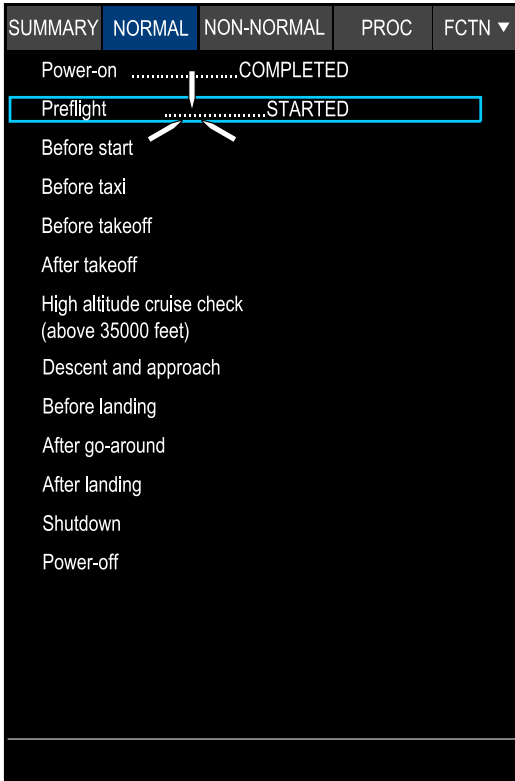 SUMMARY NORMAL NON-NORMAL PROC FCTN ▼
Power-on ......................COMPLETED
Preflight .....................STARTED
Before start
Before taxi
Before takeoff
After takeoff
High altitude cruise check
(above 35000 feet)
Descent and approach
Before landing
After go-around
After landing
Shutdown
Power-off